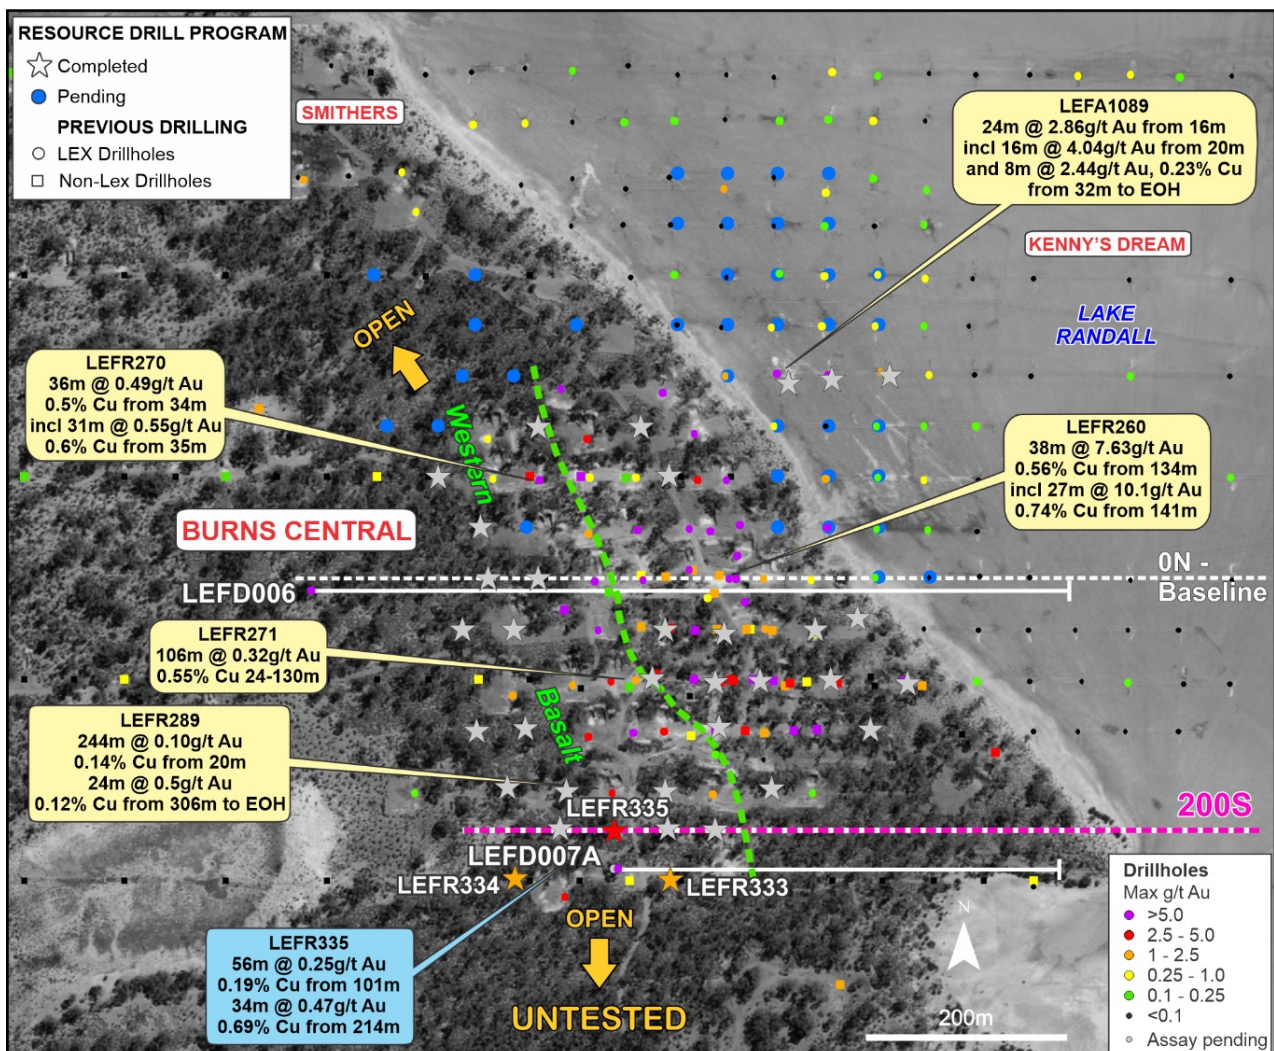 RESOURCE DRILL PROGRAM
Completed
Pending
PREVIOUS DRILLING
LEX Drillholes
Non-Lex Drillholes
SMITHERS
LEFA1089
24m @ 2.86g/t Au from 16m
incl 16m @ 4.04g/t Au from 20m
and 8m @ 2.44g/t Au, 0.23% Cu
from 32m to EOH
KENNY'S DREAM
LAKE
RANDALL
OPEN
LEFR270
36m @ 0.49g/t Au
0.5% Cu from 34m
incl 31m @ 0.55g/t Au
0.6% Cu from 35m
Western
LEFR260
38m @ 7.63g/t Au
0.56% Cu from 134m
incl 27m @ 10.1g/t Au
0.74% Cu from 141m
BURNS CENTRAL
0N -
Baseline
LEFD006
LEFR271
106m @ 0.32g/t Au
0.55% Cu 24-130m
Basalt
LEFR289
244m @ 0.10g/t Au
0.14% Cu from 20m
24m @ 0.5g/t Au
0.12% Cu from 306m to EOH
LEFR335
200S
LEFD007A
LEFR334
LEFR333
OPEN
UNTESTED
LEFR335
56m @ 0.25g/t Au
0.19% Cu from 101m
34m @ 0.47g/t Au
0.69% Cu from 214m
N
200m
Drillholes
Max g/t Au
>5.0
2.5 - 5.0
1 - 2.5
0.25 - 1.0
0.1 - 0.25
<0.1
Assay pending